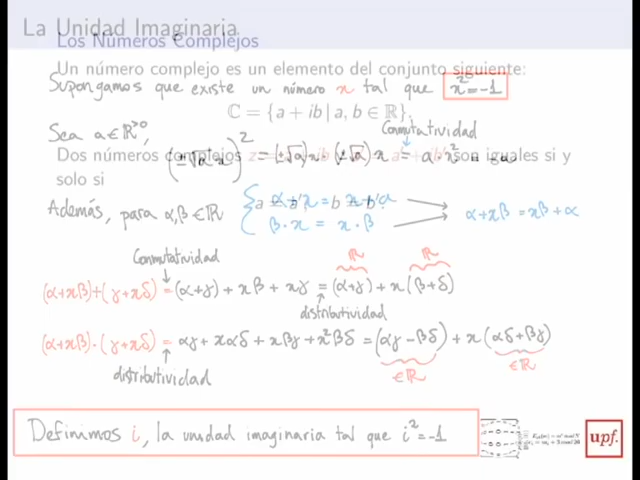 La Unidad Imaginaria
Los Números Complejos
Un número complejo es un elemento del conjunto siguiente:
Supongamos que existe un número x tal que x² = -1
ℂ = {a + ib | a, b ∈ ℝ}.
Sea a ∈ ℝ>0,
Conmutatividad
(±√a x)² = (±√a)x · (±√a)x = a · x² = -a
Dos números complejos son iguales si y
solo si
Además, para α, β ∈ ℝ
β · x = x · β
α + xβ = xβ + α
Conmutatividad
ℝ ℝ
(α+xβ)+(γ+xδ) = (α+γ) + xβ + xγ = (α+γ) + x(β+δ)
distributividad
(α+xβ)·(γ+xδ) = αγ + xαδ + xβγ + x²βδ = (αγ - βδ) + x(αδ + βγ)
∈ℝ ∈ℝ
distributividad
Definimos i, la unidad imaginaria tal que i² = -1
upf.